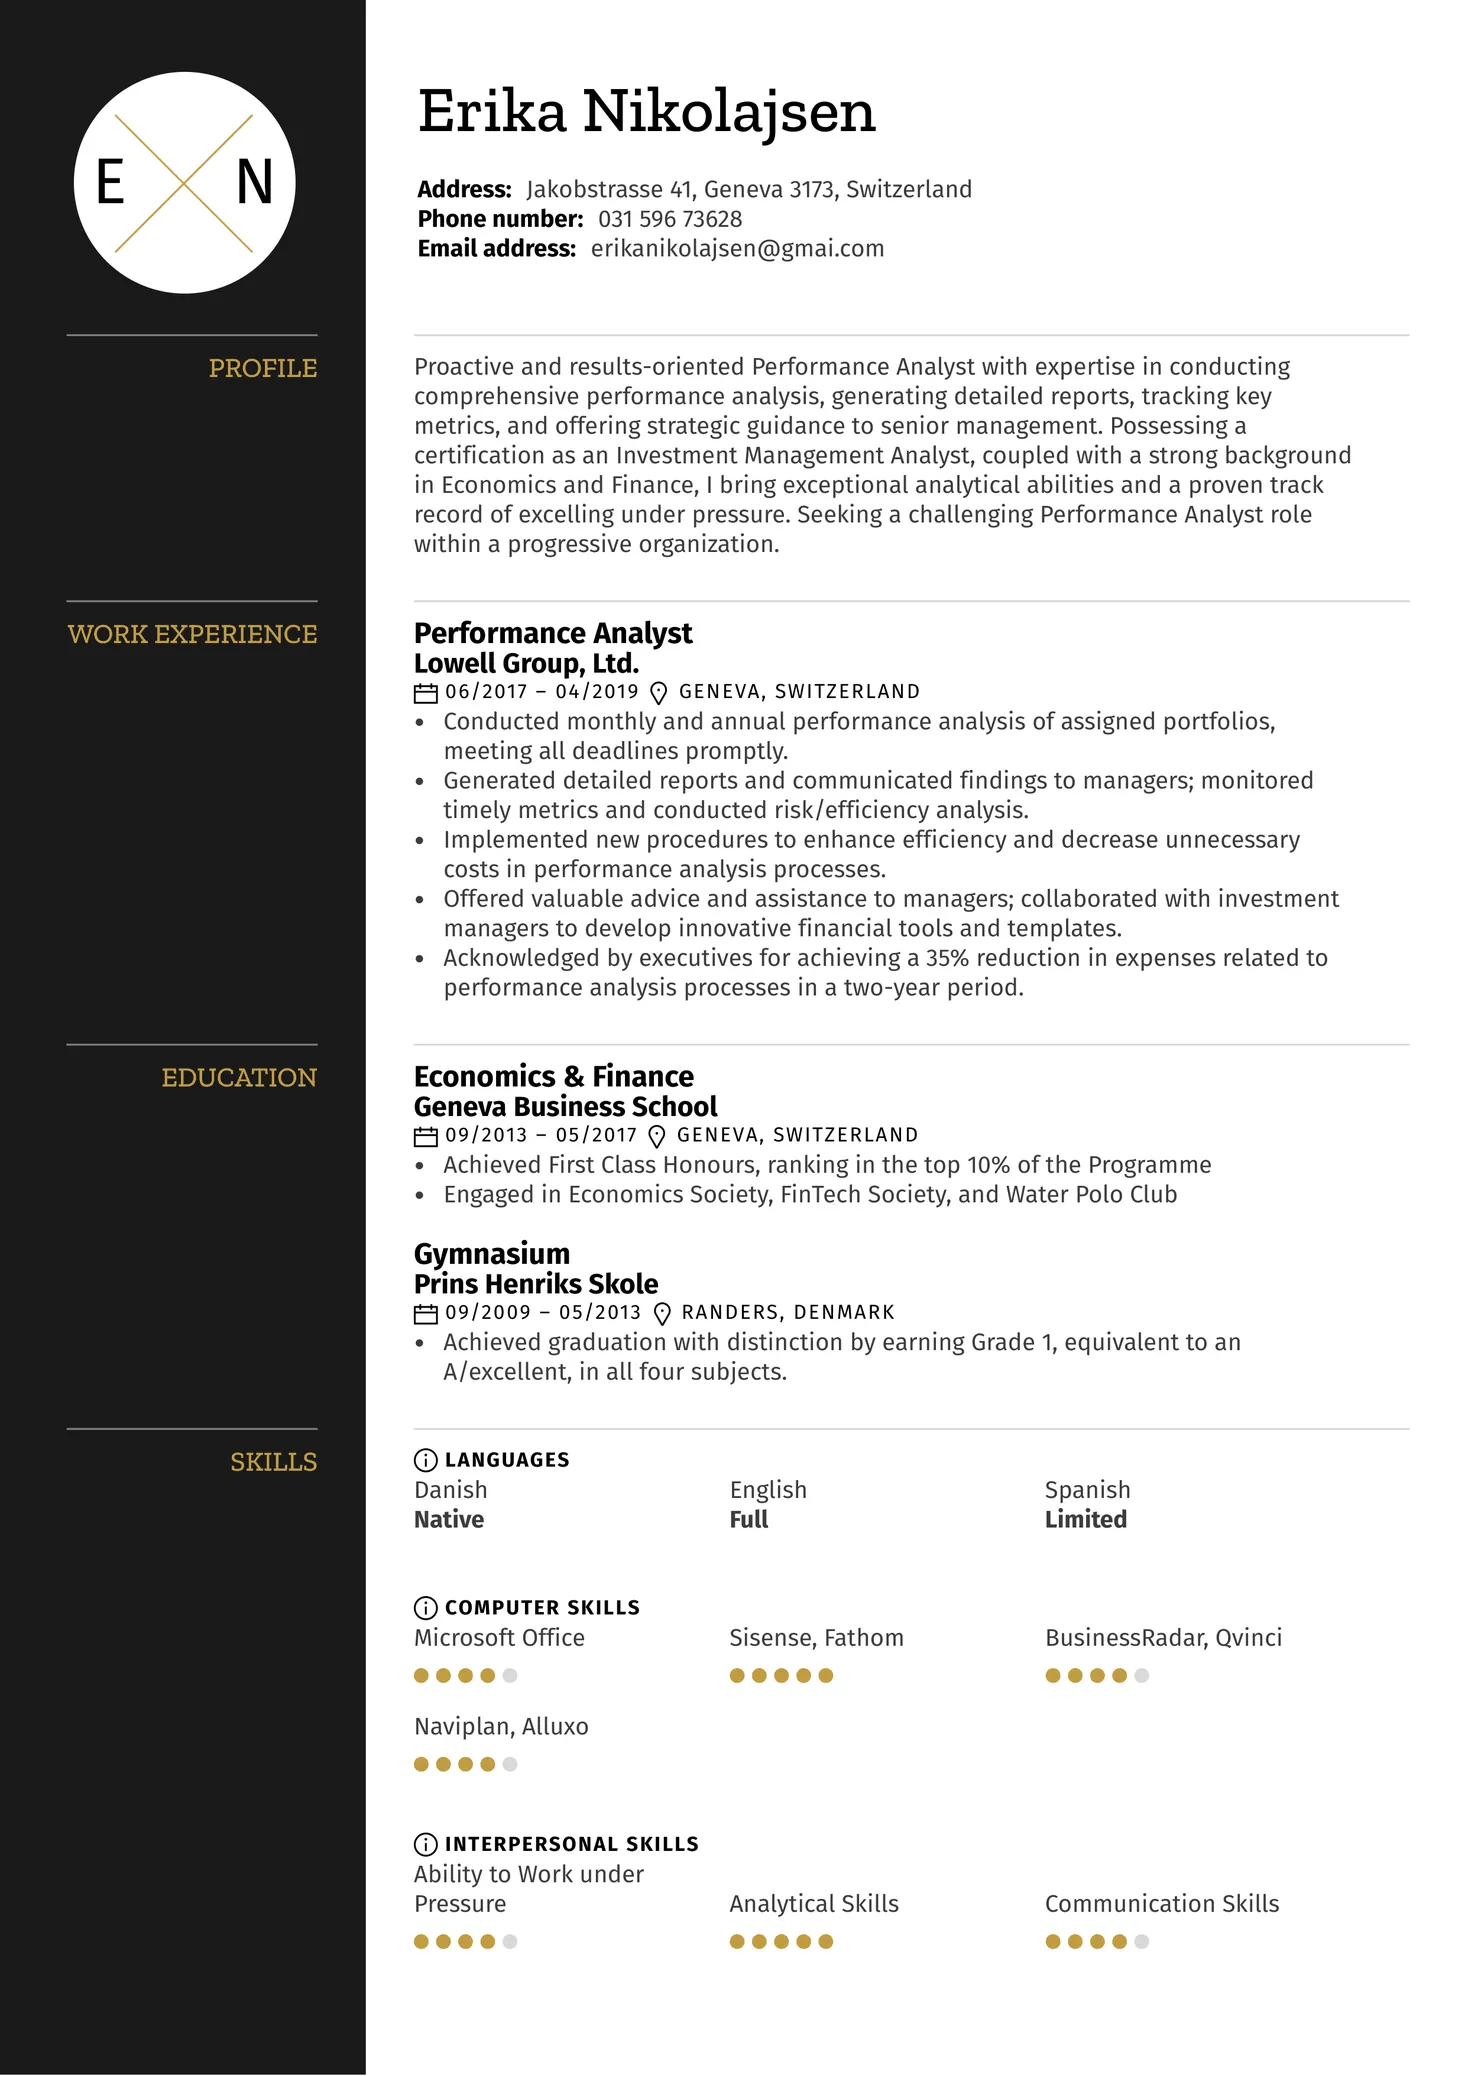 E N
Erika Nikolajsen
Address: Jakobstrasse 41, Geneva 3173, Switzerland
Phone number: 031 596 73628
Email address: erikanikolajsen@gmai.com
PROFILE
Proactive and results-oriented Performance Analyst with expertise in conducting
comprehensive performance analysis, generating detailed reports, tracking key
metrics, and offering strategic guidance to senior management. Possessing a
certification as an Investment Management Analyst, coupled with a strong background
in Economics and Finance, I bring exceptional analytical abilities and a proven track
record of excelling under pressure. Seeking a challenging Performance Analyst role
within a progressive organization.
WORK EXPERIENCE
Performance Analyst
Lowell Group, Ltd.
06/2017 – 04/2019 GENEVA, SWITZERLAND
• Conducted monthly and annual performance analysis of assigned portfolios,
meeting all deadlines promptly.
• Generated detailed reports and communicated findings to managers; monitored
timely metrics and conducted risk/efficiency analysis.
• Implemented new procedures to enhance efficiency and decrease unnecessary
costs in performance analysis processes.
• Offered valuable advice and assistance to managers; collaborated with investment
managers to develop innovative financial tools and templates.
• Acknowledged by executives for achieving a 35% reduction in expenses related to
performance analysis processes in a two-year period.
EDUCATION
Economics & Finance
Geneva Business School
09/2013 – 05/2017 GENEVA, SWITZERLAND
• Achieved First Class Honours, ranking in the top 10% of the Programme
• Engaged in Economics Society, FinTech Society, and Water Polo Club
Gymnasium
Prins Henriks Skole
09/2009 – 05/2013 RANDERS, DENMARK
• Achieved graduation with distinction by earning Grade 1, equivalent to an
A/excellent, in all four subjects.
SKILLS
LANGUAGES
Danish English Spanish
Native Full Limited
COMPUTER SKILLS
Microsoft Office Sisense, Fathom BusinessRadar, Qvinci
Naviplan, Alluxo
INTERPERSONAL SKILLS
Ability to Work under
Pressure Analytical Skills Communication Skills